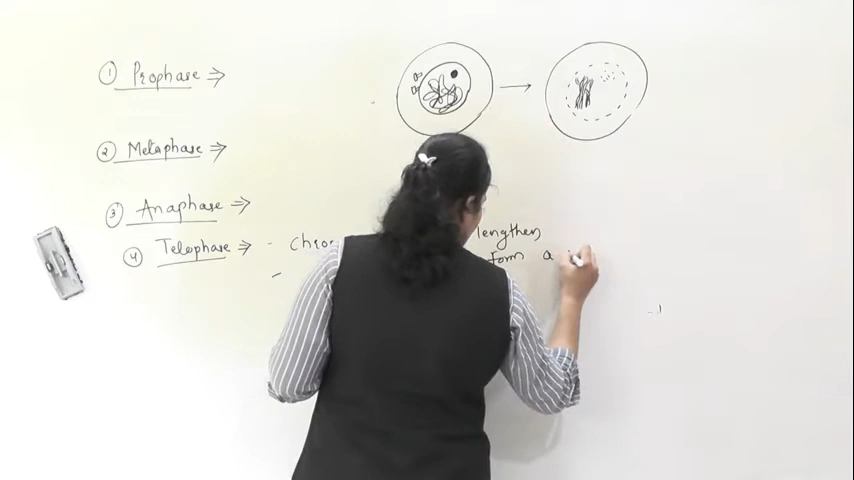 ① Prophase ⇒
② Metaphase ⇒
③ Anaphase ⇒
④ Telophase ⇒ - chro lengthen
- form a